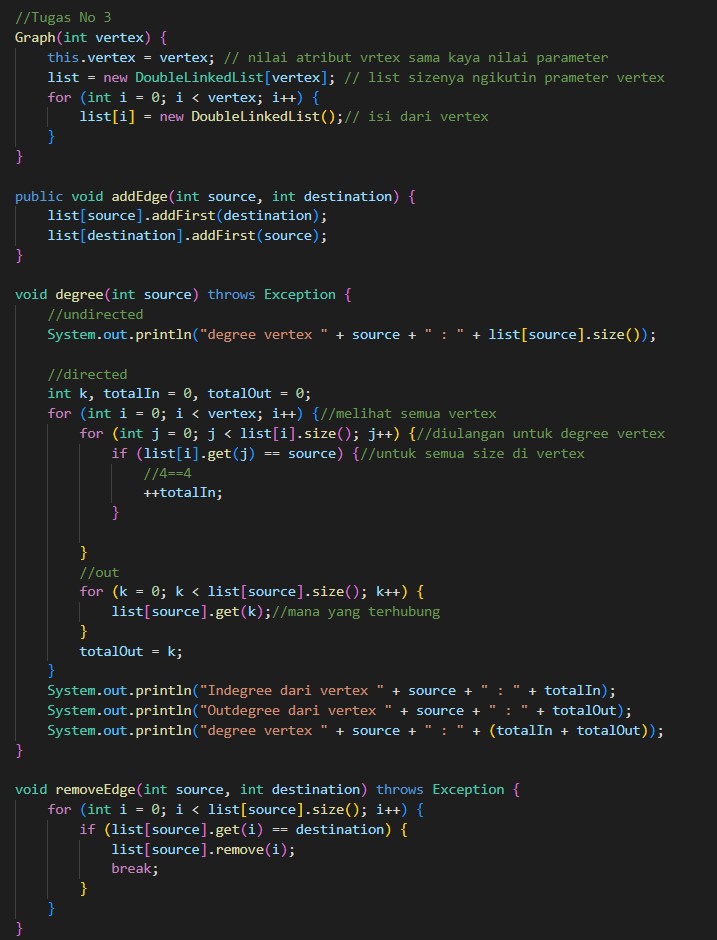 //Tugas No 3
Graph(int vertex) {
    this.vertex = vertex; // nilai atribut vrtex sama kaya nilai parameter
    list = new DoubleLinkedList[vertex]; // list sizenya ngikutin prameter vertex
    for (int i = 0; i < vertex; i++) {
        list[i] = new DoubleLinkedList();// isi dari vertex
    }
}

public void addEdge(int source, int destination) {
    list[source].addFirst(destination);
    list[destination].addFirst(source);
}

void degree(int source) throws Exception {
    //undirected
    System.out.println("degree vertex " + source + " : " + list[source].size());

    //directed
    int k, totalIn = 0, totalOut = 0;
    for (int i = 0; i < vertex; i++) {//melihat semua vertex
        for (int j = 0; j < list[i].size(); j++) {//diulangan untuk degree vertex
            if (list[i].get(j) == source) {//untuk semua size di vertex
                //4==4
                ++totalIn;
            }

        }
        //out
        for (k = 0; k < list[source].size(); k++) {
            list[source].get(k);//mana yang terhubung
        }
        totalOut = k;
    }
    System.out.println("Indegree dari vertex " + source + " : " + totalIn);
    System.out.println("Outdegree dari vertex " + source + " : " + totalOut);
    System.out.println("degree vertex " + source + " : " + (totalIn + totalOut));
}

void removeEdge(int source, int destination) throws Exception {
    for (int i = 0; i < list[source].size(); i++) {
        if (list[source].get(i) == destination) {
            list[source].remove(i);
            break;
        }
    }
}